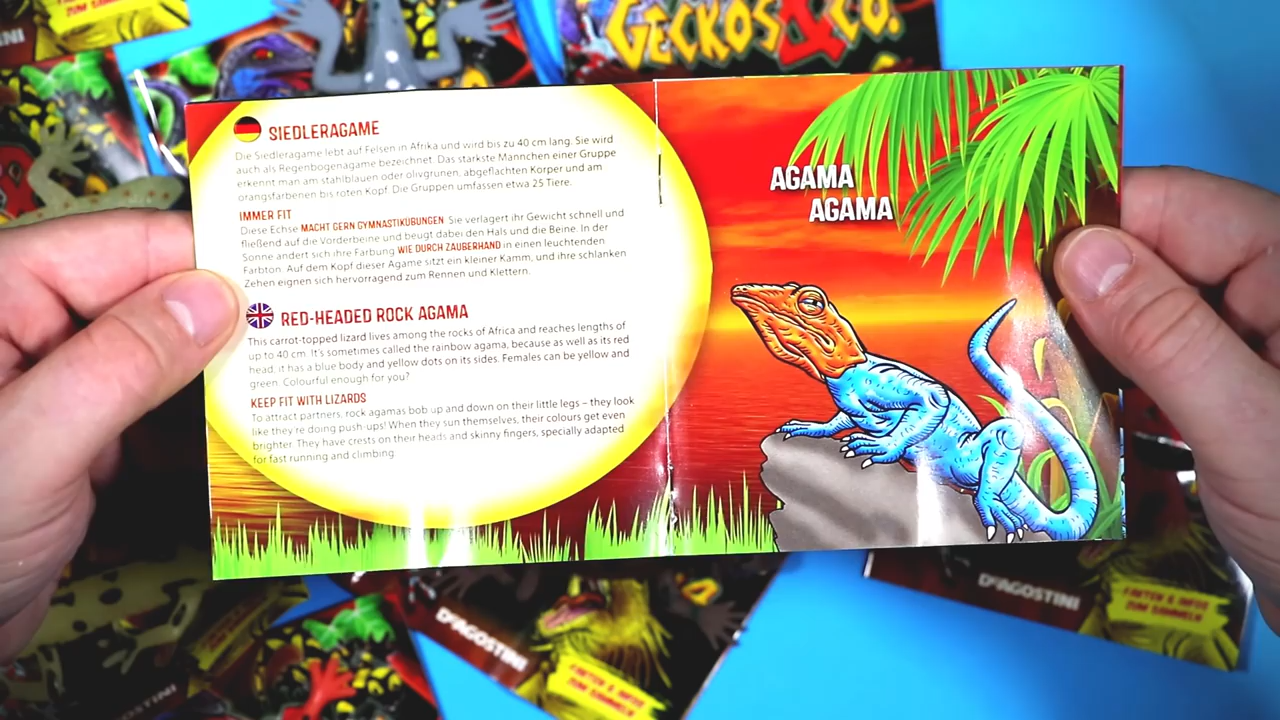 ZUM SAMMELN
GECKOS & CO.
SIEDLERAGAME
Die Siedleragame lebt auf Felsen in Afrika und wird bis zu 40 cm lang. Sie wird
auch als Regenbogenagame bezeichnet. Das stärkste Männchen einer Gruppe
erkennt man am stahlblauen oder olivgrünen, abgeflachten Körper und am
orangefarbenen bis roten Kopf. Die Gruppen umfassen etwa 25 Tiere.
IMMER FIT
Diese Echse MACHT GERN GYMNASTIKÜBUNGEN: Sie verlagert ihr Gewicht schnell und
fließend auf die Vorderbeine und beugt dabei den Hals und die Beine. In der
Sonne ändert sich ihre Färbung WIE DURCH ZAUBERHAND in einen leuchtenden
Farbton. Auf dem Kopf dieser Agame sitzt ein kleiner Kamm, und ihre schlanken
Zehen eignen sich hervorragend zum Rennen und Klettern.
RED-HEADED ROCK AGAMA
This carrot-topped lizard lives among the rocks of Africa and reaches lengths of
up to 40 cm. It's sometimes called the rainbow agama, because as well as its red
head, it has a blue body and yellow dots on its sides. Females can be yellow and
green. Colourful enough for you?
KEEP FIT WITH LIZARDS
To attract partners, rock agamas bob up and down on their little legs – they look
like they're doing push-ups! When they sun themselves, their colours get even
brighter. They have crests on their heads and skinny fingers, specially adapted
for fast running and climbing.
AGAMA
AGAMA
DeAGOSTINI
FAKTEN & INFOS
ZUM SAMMELN
DeAGOSTINI
FAKTEN & INFOS
ZUM SAMMELN